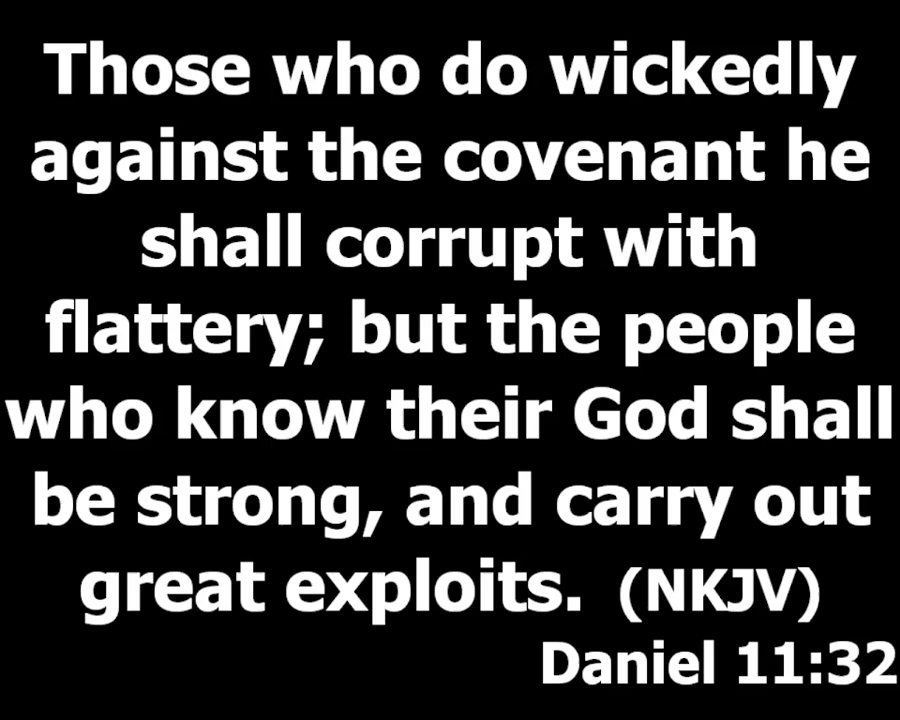 Those who do wickedly
against the covenant he
shall corrupt with
flattery; but the people
who know their God shall
be strong, and carry out
great exploits. (NKJV)
Daniel 11:32